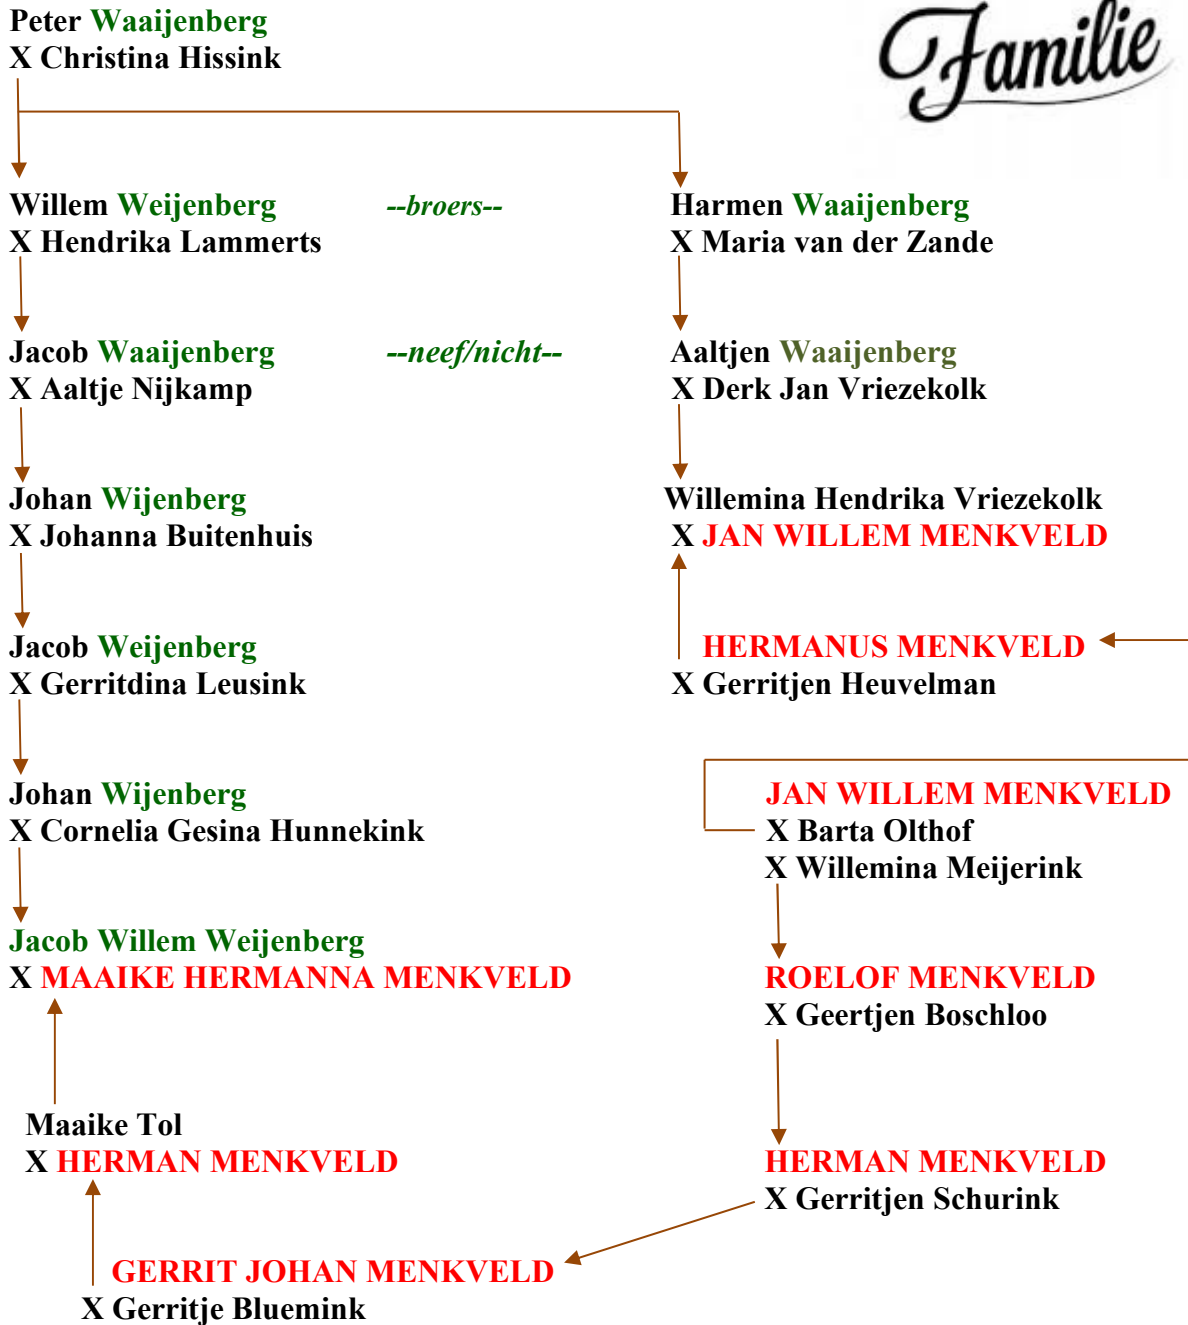 Peter Waaijenberg
X Christina Hissink
Familie
Willem Weijenberg --broers-- Harmen Waaijenberg
X Hendrika Lammerts X Maria van der Zande
Jacob Waaijenberg --neef/nicht-- Aaltjen Waaijenberg
X Aaltje Nijkamp X Derk Jan Vriezekolk
Johan Wijenberg Willemina Hendrika Vriezekolk
X Johanna Buitenhuis X JAN WILLEM MENKVELD
Jacob Weijenberg HERMANUS MENKVELD
X Gerritdina Leusink X Gerritjen Heuvelman
Johan Wijenberg JAN WILLEM MENKVELD
X Cornelia Gesina Hunnekink X Barta Olthof
X Willemina Meijerink
Jacob Willem Weijenberg
X MAAIKE HERMANNA MENKVELD ROELOF MENKVELD
X Geertjen Boschloo
Maaike Tol
X HERMAN MENKVELD HERMAN MENKVELD
X Gerritjen Schurink
GERRIT JOHAN MENKVELD
X Gerritje Bluemink